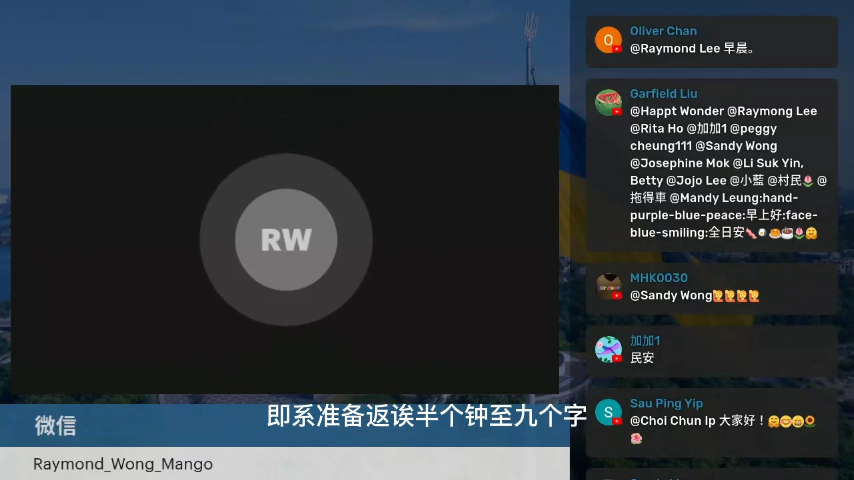 RW
即系准备返诶半个钟至九个字
微信
Raymond_Wong_Mango
Oliver Chan
@Raymond Lee 早晨。
Garfield Liu
@Happt Wonder @Raymong Lee
@Rita Ho @加加1 @peggy
cheung111 @Sandy Wong
@Josephine Mok @Li Suk Yin,
Betty @Jojo Lee @小藍 @村民🌷 @
拖得車 @Mandy Leung:hand-
purple-blue-peace:早上好:face-
blue-smiling:全日安
MHK0030
@Sandy Wong
加加1
民安
Sau Ping Yip
@Choi Chun Ip 大家好！